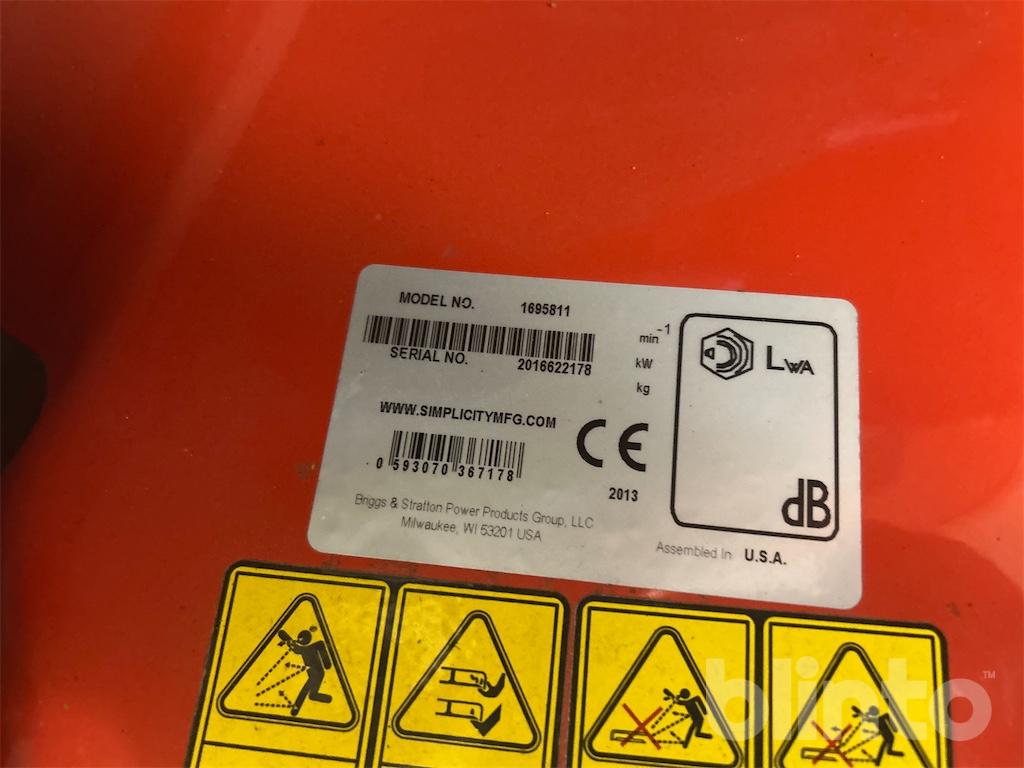 MODEL NO. 1695811
min⁻¹
SERIAL NO. 2016622178
kW
kg
LWA
WWW.SIMPLICITYMFG.COM
CE
0 593070 367178
2013
dB
Briggs & Stratton Power Products Group, LLC
Milwaukee, WI 53201 USA
Assembled In U.S.A.
blinto™